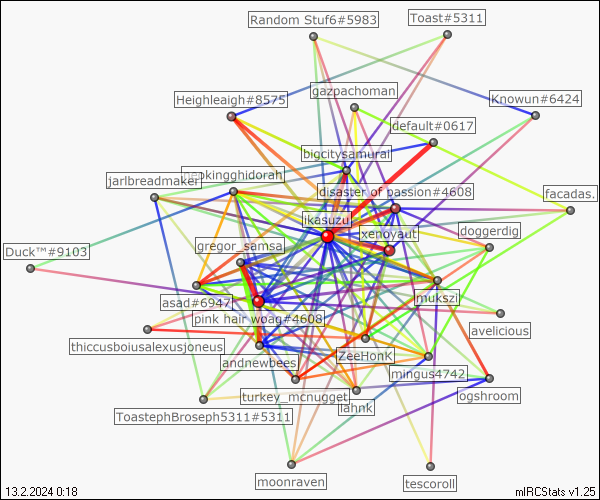 Random Stuf6#5983
Toast#5311
gazpachoman
Heighleaigh#8575
Knowun#6424
default#0617
bigcitysamurai
jarlbreadmaker
disaster of passion#4608
facadas.
ikasuzu
doggerdig
xenoyaut
Duck™#9103
gregor_samsa
mukszi
asad#6947
pink hair woag#4608
avelicious
thiccusboiusalexusjoneus
andnewbees
ZeeHonK
mingus4742
turkey_mcnugget
ogshroom
lahnk
ToastephBroseph5311#5311
moonraven
tescoroll
13.2.2024 0:18
mIRCStats v1.25